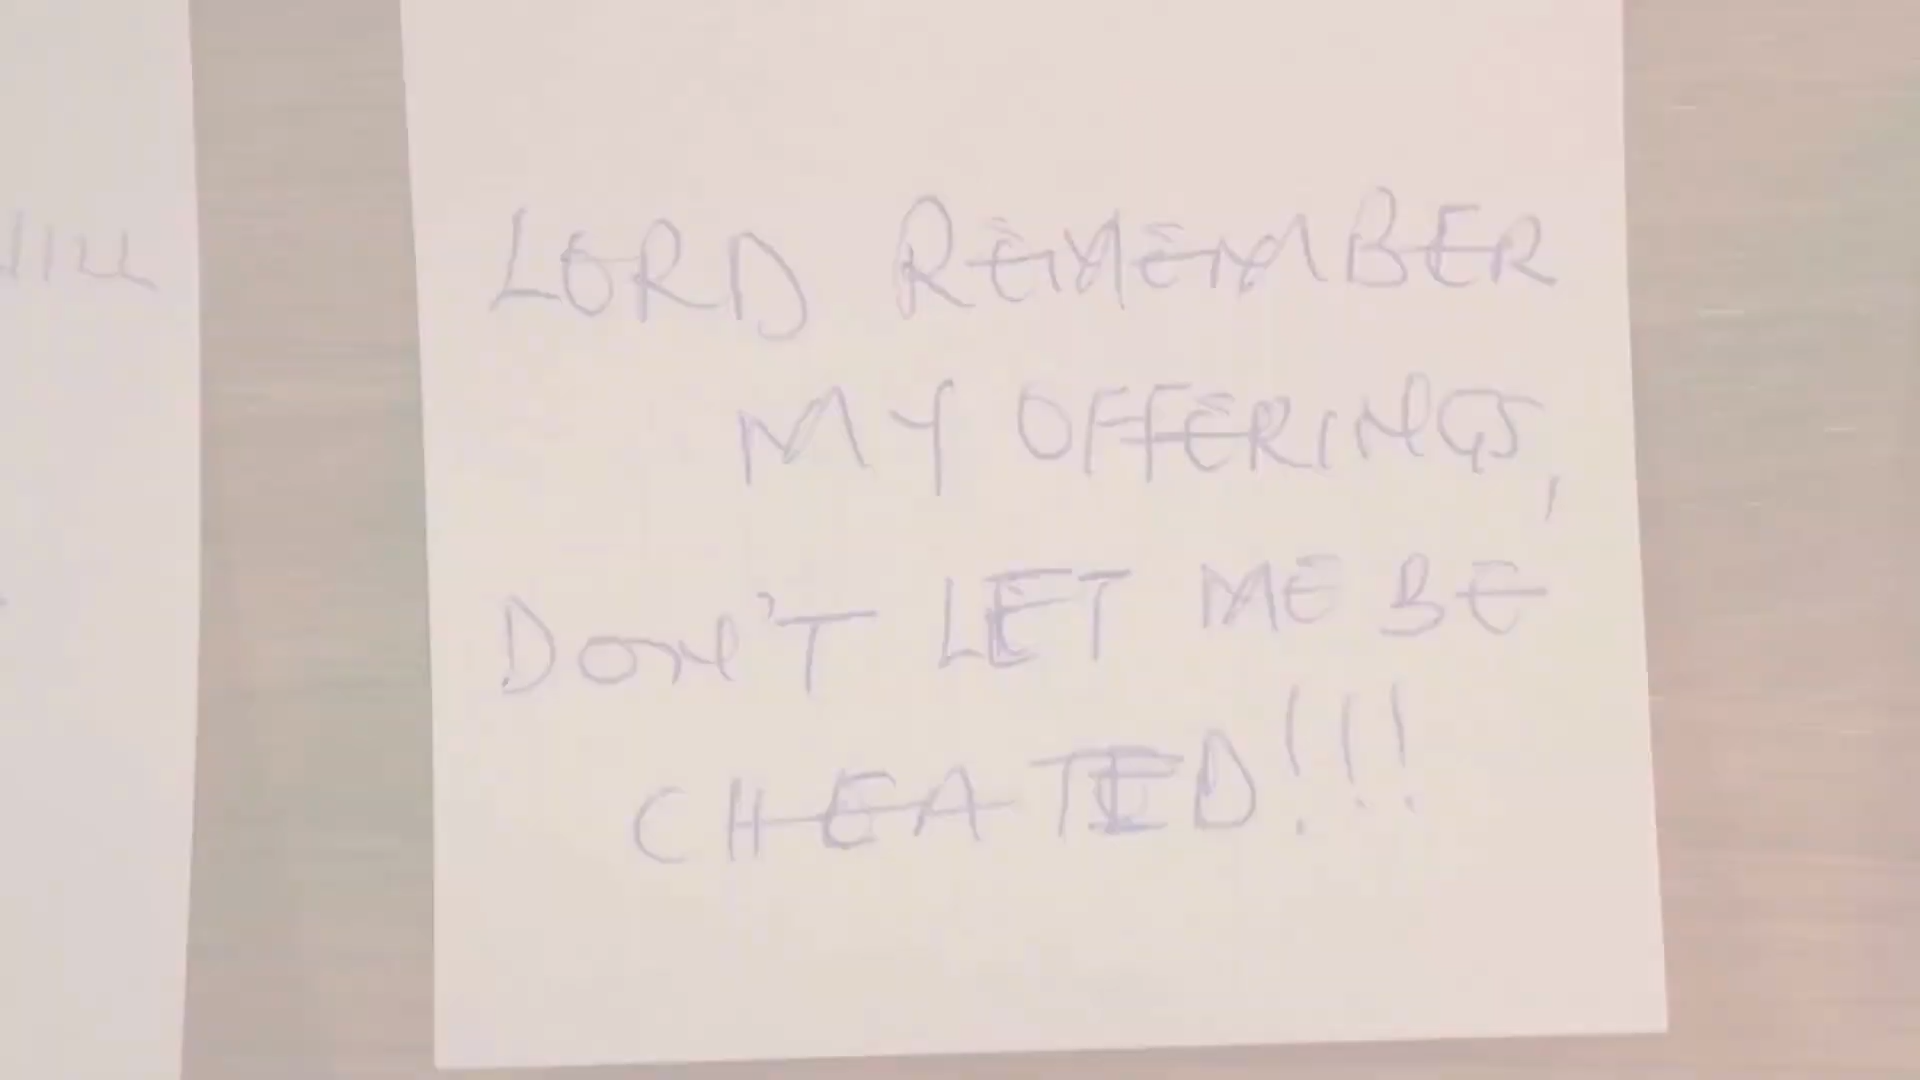 LORD REMEMBER
MY OFFERINGS,
DON'T LET ME BE
CHEATED!!!